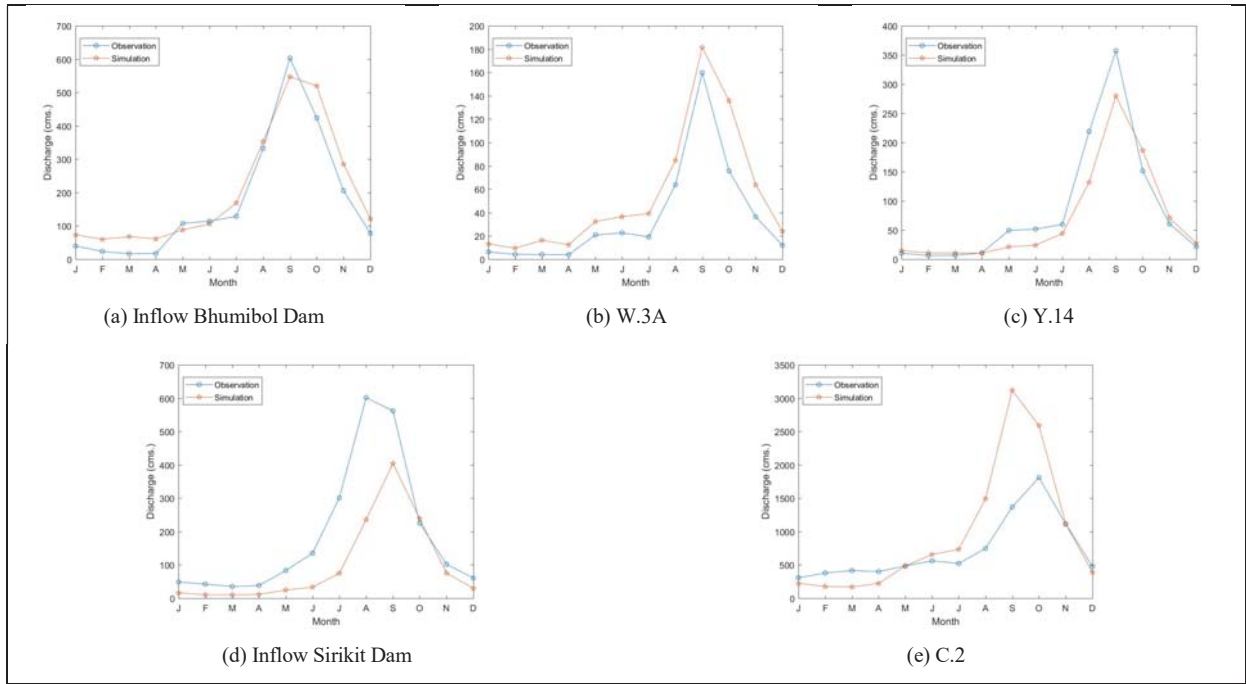 700
600
500
400
300
200
100
0
Discharge (cms.)
Observation
Simulation
J F M A M J J A S O N D
Month
(a) Inflow Bhumibol Dam
200
180
160
140
120
100
80
60
40
20
0
Discharge (cms.)
Observation
Simulation
J F M A M J J A S O N D
Month
(b) W.3A
400
350
300
250
200
150
100
50
0
Discharge (cms.)
Observation
Simulation
J F M A M J J A S O N D
Month
(c) Y.14
700
600
500
400
300
200
100
0
Discharge (cms.)
Observation
Simulation
J F M A M J J A S O N D
Month
(d) Inflow Sirikit Dam
3500
3000
2500
2000
1500
1000
500
0
Discharge (cms.)
Observation
Simulation
J F M A M J J A S O N D
Month
(e) C.2